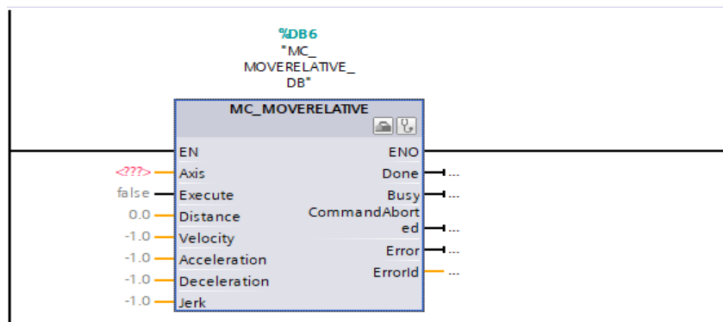 %DB6
"MC_
MOVERELATIVE_
DB"
MC_MOVERELATIVE
EN ENO
<???> Axis Done ...
false Execute Busy ...
0.0 Distance CommandAbort
ed ...
-1.0 Velocity
-1.0 Acceleration Error ...
-1.0 Deceleration ErrorId ...
-1.0 Jerk